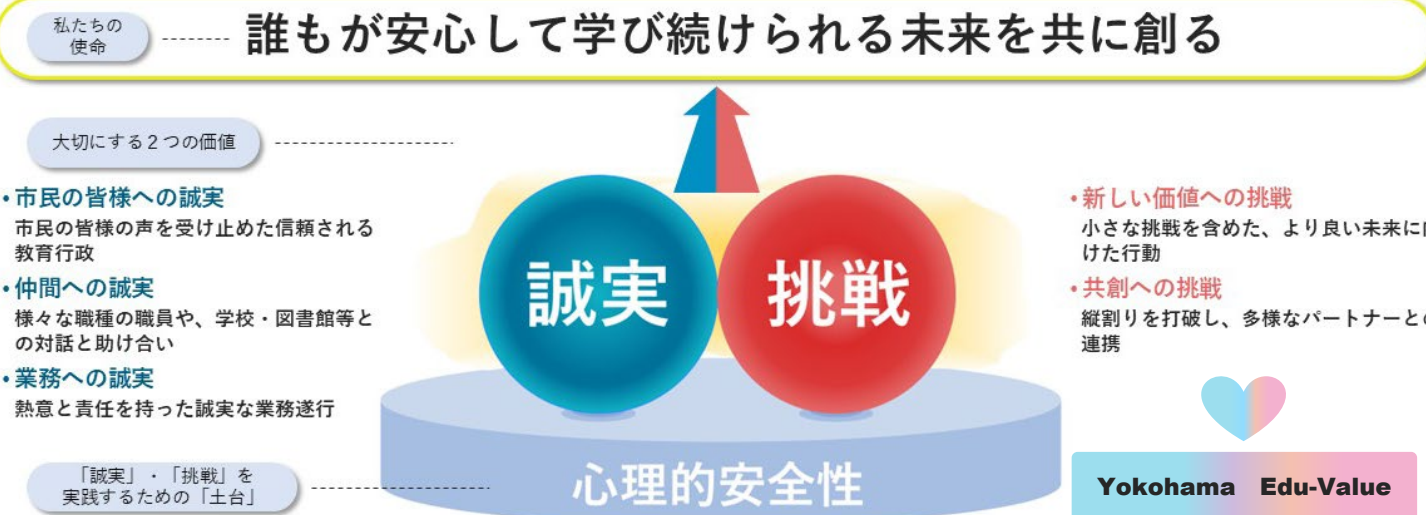 私たちの
使命
誰もが安心して学び続けられる未来を共に創る
大切にする２つの価値
・市民の皆様への誠実
市民の皆様の声を受け止めた信頼される
教育行政
・仲間への誠実
様々な職種の職員や、学校・図書館等と
の対話と助け合い
・業務への誠実
熱意と責任を持った誠実な業務遂行
誠実
挑戦
・新しい価値への挑戦
小さな挑戦を含めた、より良い未来に
けた行動
・共創への挑戦
縦割りを打破し、多様なパートナーと
連携
「誠実」・「挑戦」を
実践するための「土台」
心理的安全性
Yokohama Edu-Value